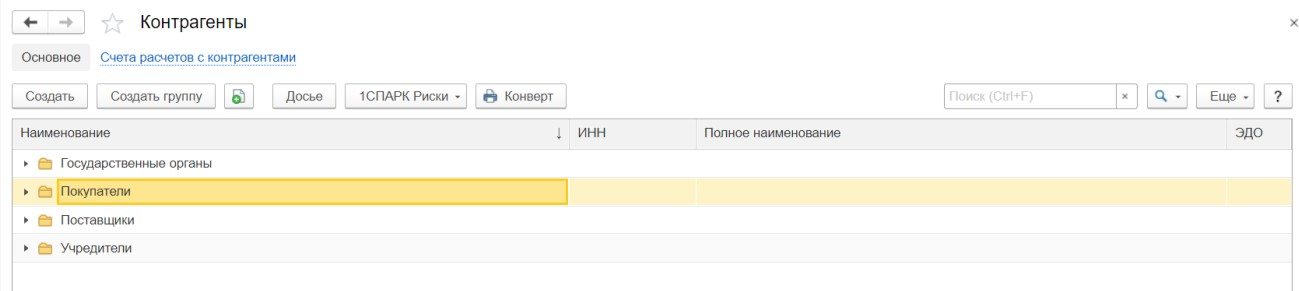 Контрагенты
Основное Счета расчетов с контрагентами
Создать Создать группу Досье 1СПАРК Риски Конверт Поиск (Ctrl+F) × Еще ?
Наименование ↓ ИНН Полное наименование ЭДО
Государственные органы
Покупатели
Поставщики
Учредители